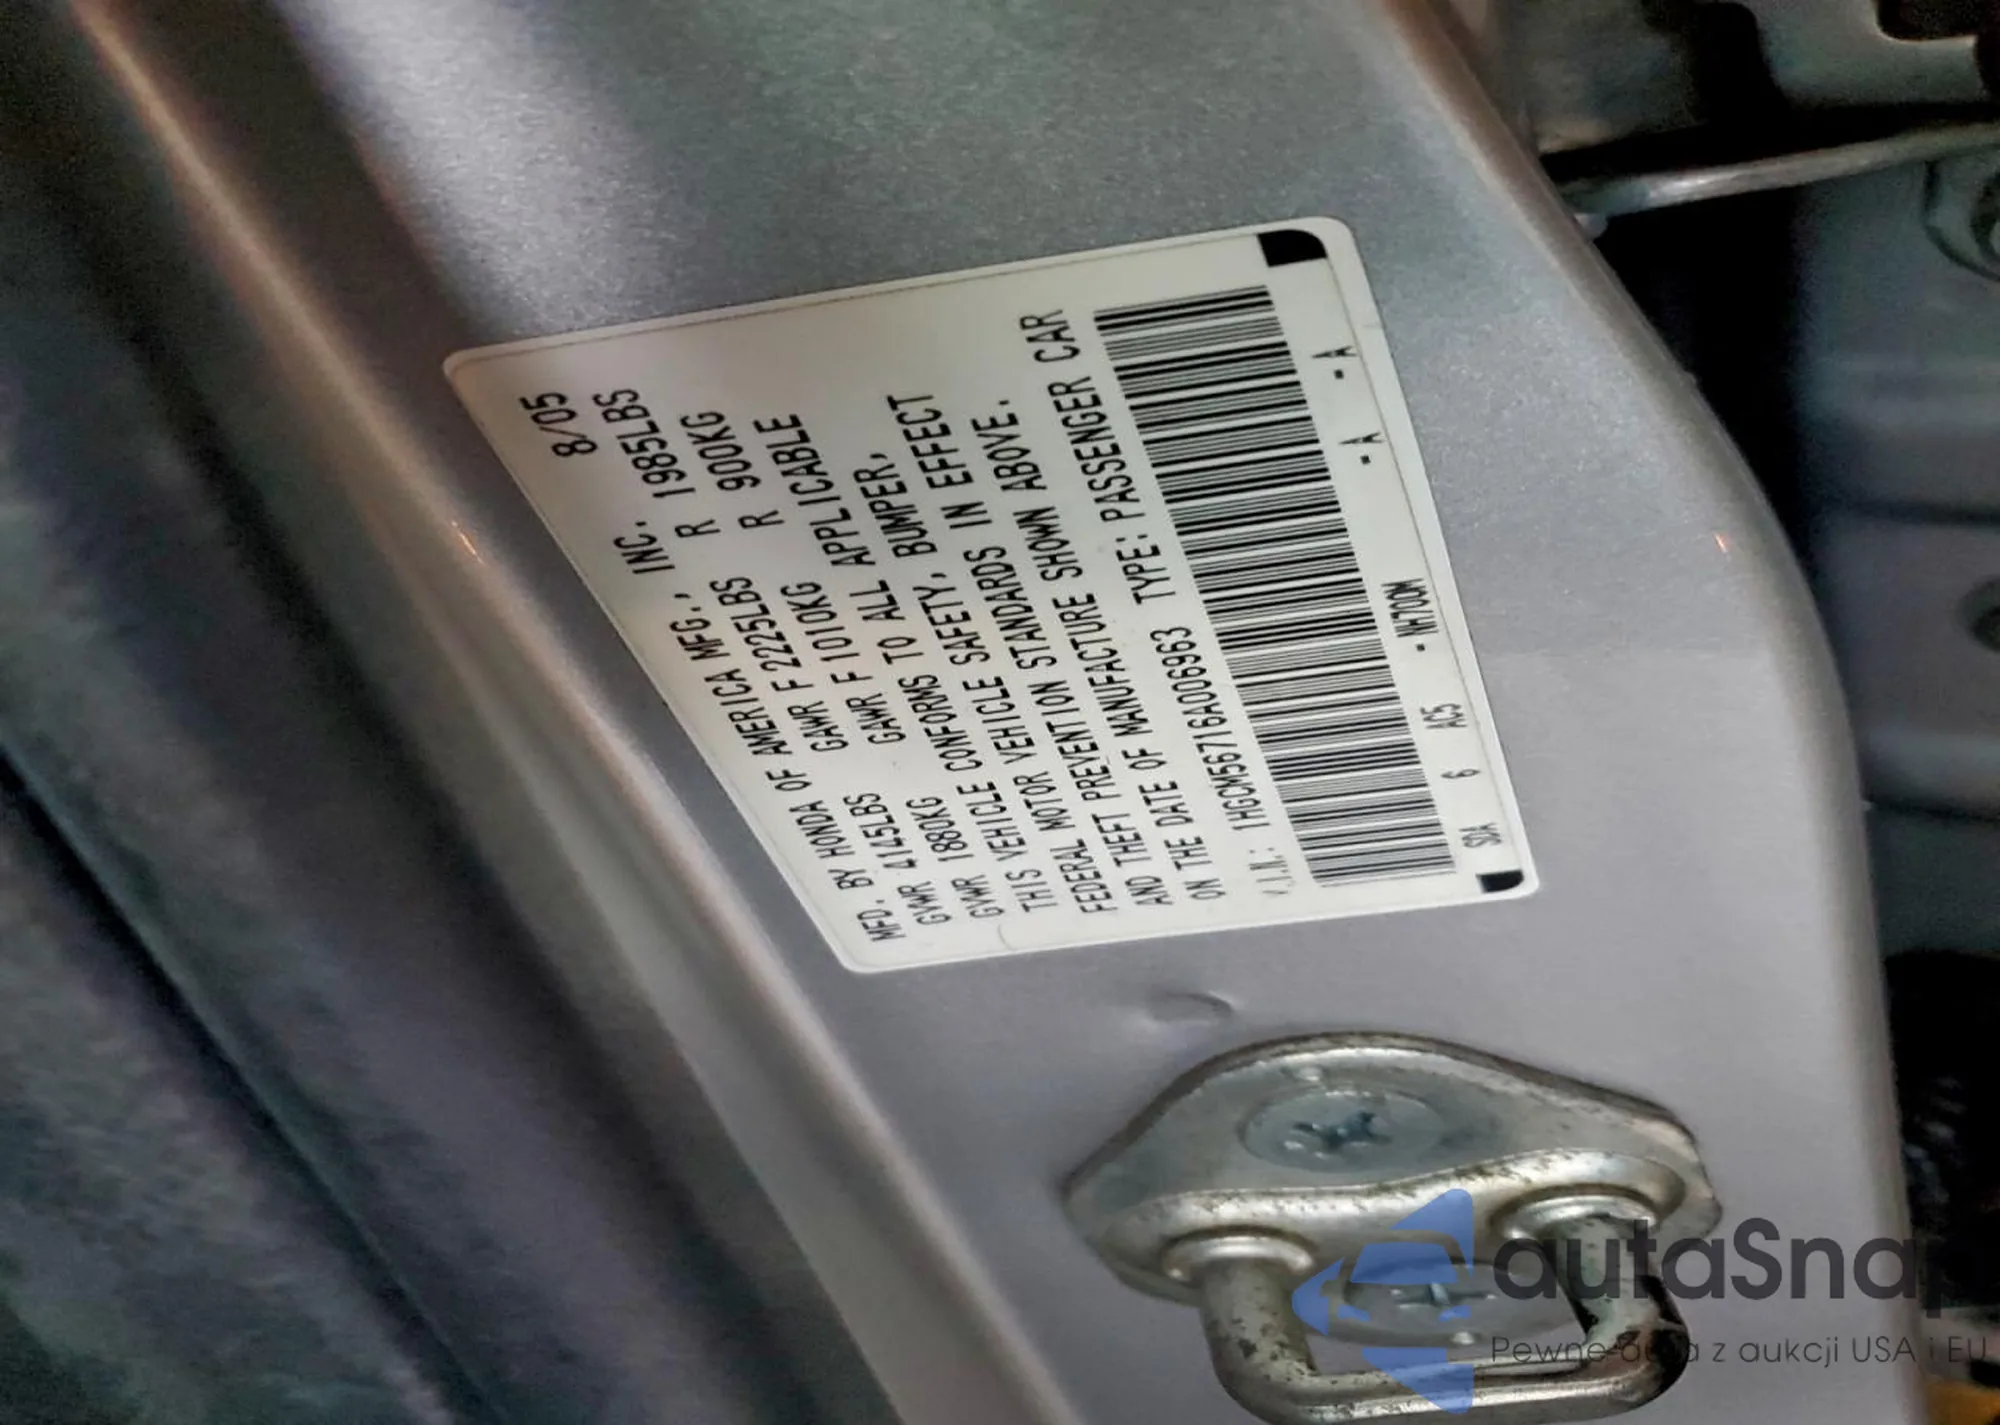 MFD. BY HONDA OF AMERICA MFG., INC. 8/05
GVWR 4145LBS GAWR F 2225LBS R 1985LBS
GVWR 1880KG GAWR F 1010KG R 900KG
THIS VEHICLE CONFORMS TO ALL APPLICABLE
FEDERAL MOTOR VEHICLE SAFETY, BUMPER,
AND THEFT PREVENTION STANDARDS IN EFFECT
ON THE DATE OF MANUFACTURE SHOWN ABOVE.
V.I.N.: 1HGCM56716A006963 TYPE: PASSENGER CAR
SDA 6 AC5 - NH700M - A - A
autaSnap
Pewne auta z aukcji USA i EU